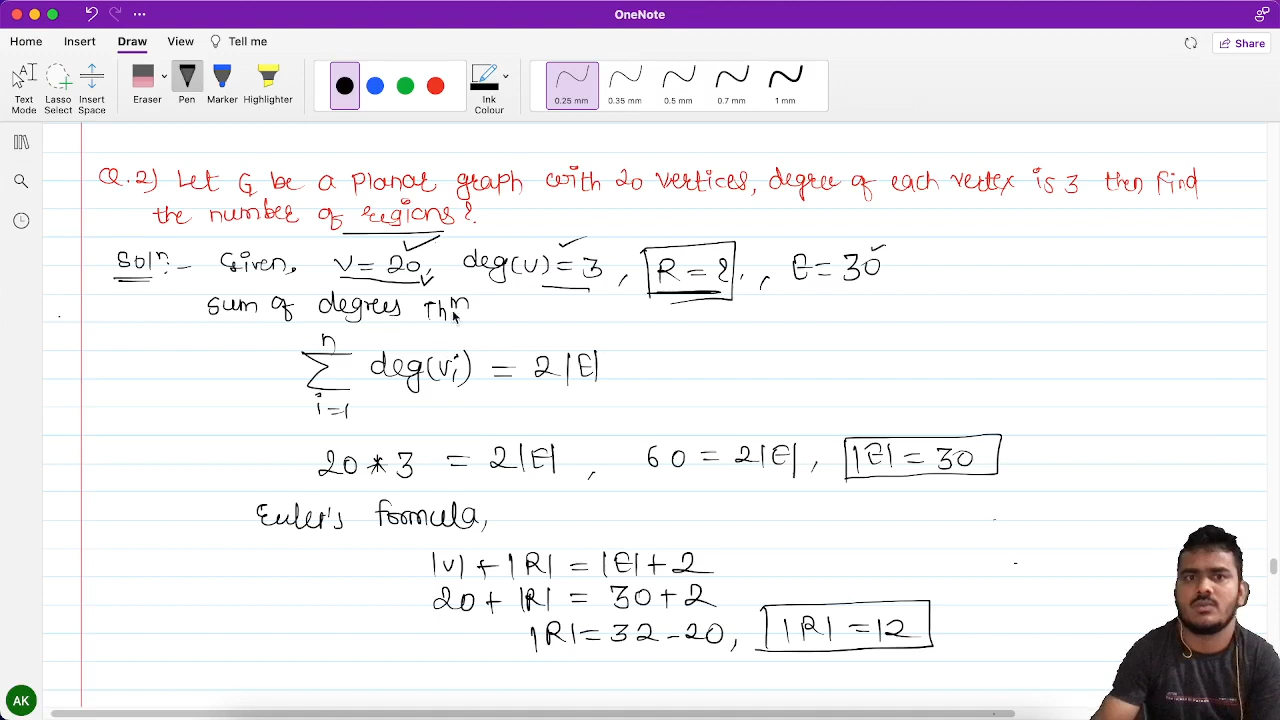 OneNote
Home Insert Draw View Tell me
Share
Text Mode
Lasso Select
Insert Space
Eraser
Pen
Marker
Highlighter
Ink Colour
0.25 mm
0.35 mm
0.5 mm
0.7 mm
1 mm
Q.2) Let G be a planar graph with 20 vertices, degree of each vertex is 3 then find
the number of regions?
Solⁿ:- Given, V = 20, deg(v) = 3, R = ?, , E = 30
Sum of degrees Thm
n
∑ deg(vi) = 2|E|
i=1
20 * 3 = 2|E| , 60 = 2|E|, |E| = 30
Euler's formula,
|V| + |R| = |E| + 2
20 + |R| = 30 + 2
|R| = 32 - 20, |R| = 12
AK